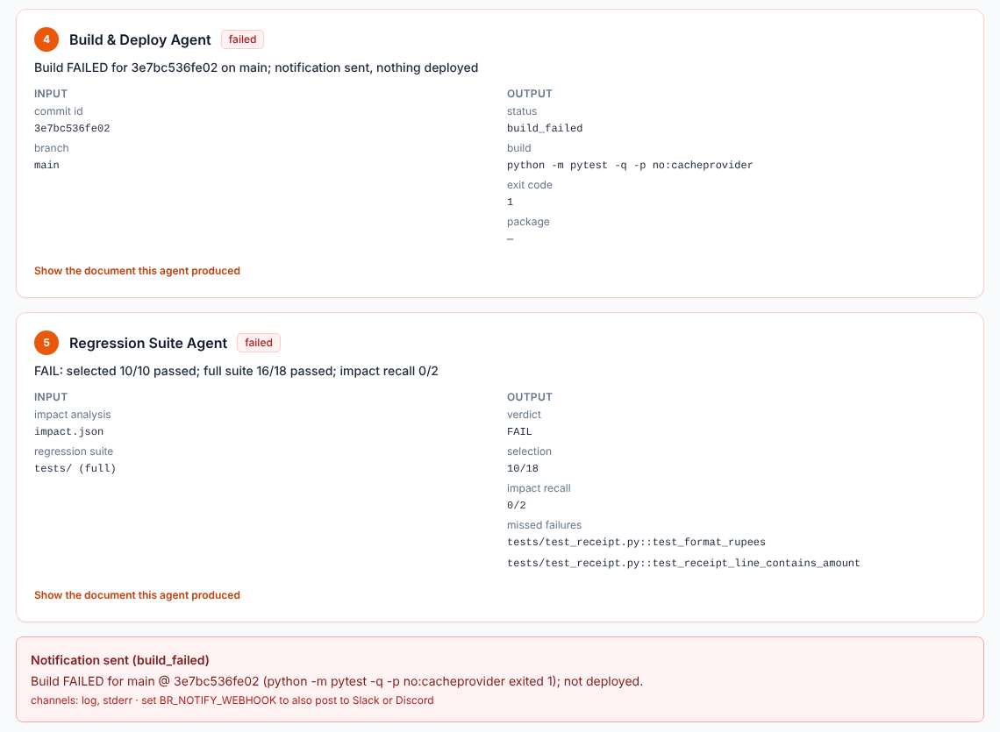 4 Build & Deploy Agent failed
Build FAILED for 3e7bc536fe02 on main; notification sent, nothing deployed
INPUT
commit id
3e7bc536fe02
branch
main
OUTPUT
status
build_failed
build
python -m pytest -q -p no:cacheprovider
exit code
1
package
—
Show the document this agent produced
5 Regression Suite Agent failed
FAIL: selected 10/10 passed; full suite 16/18 passed; impact recall 0/2
INPUT
impact analysis
impact.json
regression suite
tests/ (full)
OUTPUT
verdict
FAIL
selection
10/18
impact recall
0/2
missed failures
tests/test_receipt.py::test_format_rupees
tests/test_receipt.py::test_receipt_line_contains_amount
Show the document this agent produced
Notification sent (build_failed)
Build FAILED for main @ 3e7bc536fe02 (python -m pytest -q -p no:cacheprovider exited 1); not deployed.
channels: log, stderr · set BR_NOTIFY_WEBHOOK to also post to Slack or Discord